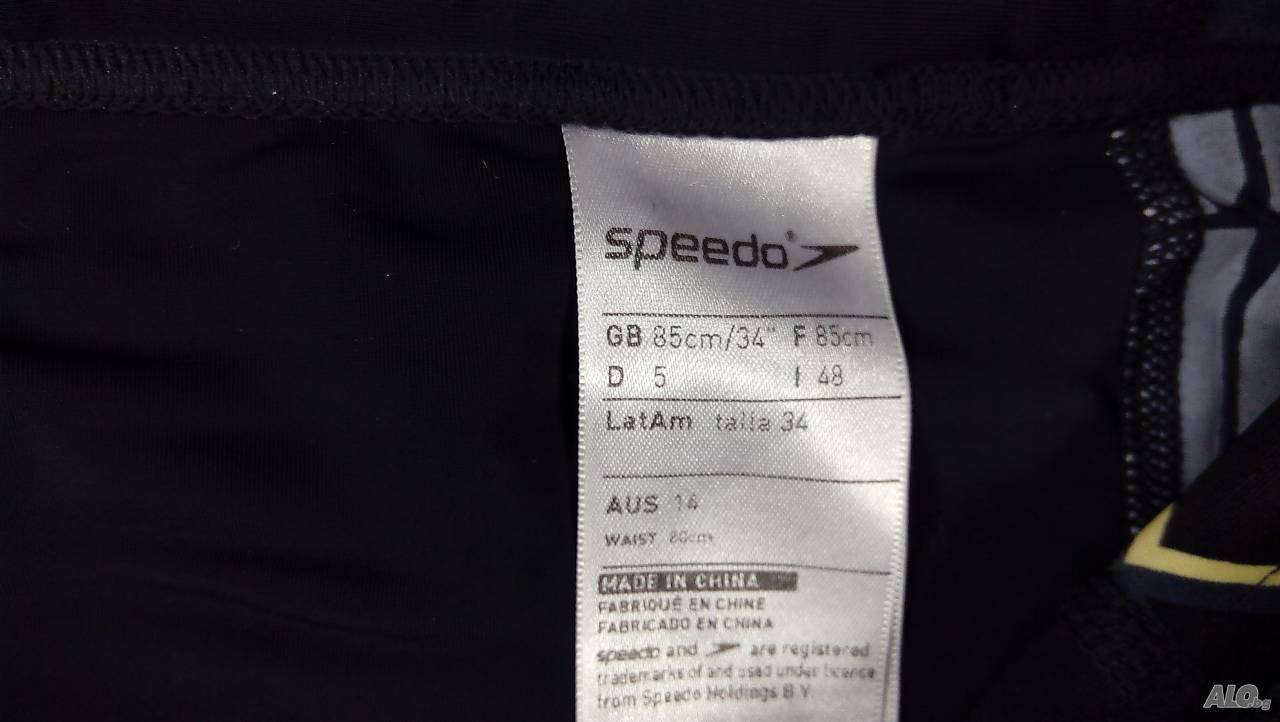 speedo®
GB 85cm/34" F 85cm
D 5 I 48
LatAm talla 34
AUS 14
WAIST 80cm
MADE IN CHINA
FABRIQUÉ EN CHINE
FABRICADO EN CHINA
speedo and are registered
trademarks of and used under licence
from Speedo Holdings B V
ALO.bg